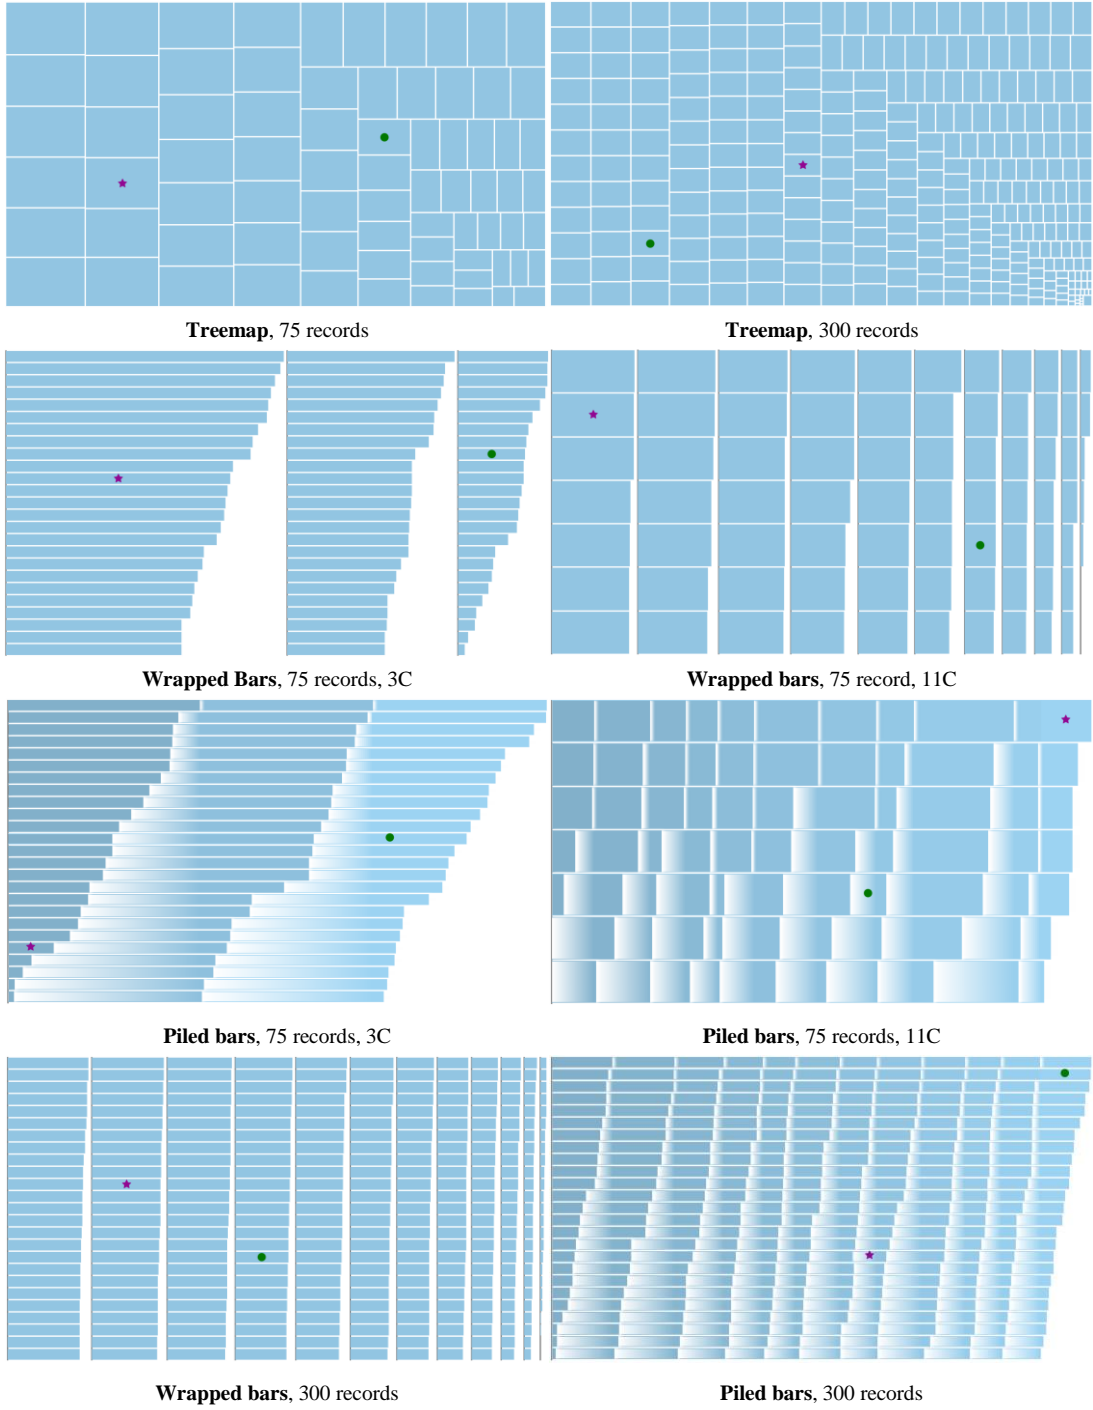 Treemap, 75 records
Treemap, 300 records
Wrapped Bars, 75 records, 3C
Wrapped bars, 75 record, 11C
Piled bars, 75 records, 3C
Piled bars, 75 records, 11C
Wrapped bars, 300 records
Piled bars, 300 records